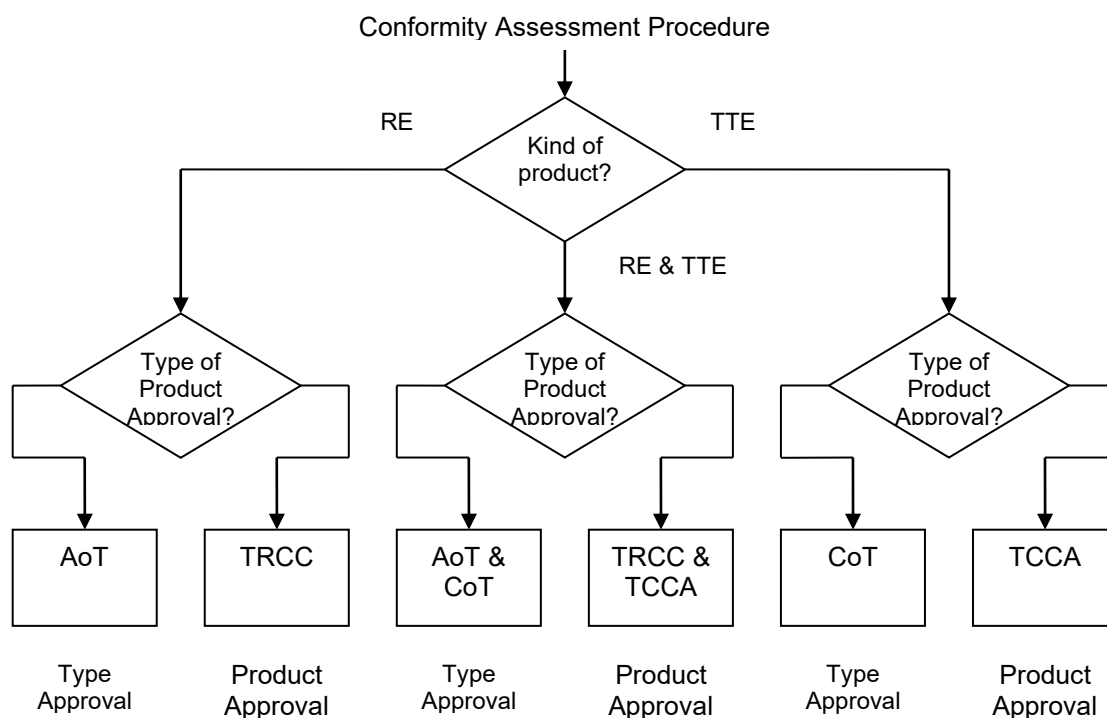 Conformity Assessment Procedure
RE
TTE
Kind of
product?
RE & TTE
Type of
Product
Approval?
Type of
Product
Approval?
Type of
Product
Approval?
AoT
TRCC
AoT &
CoT
TRCC &
TCCA
CoT
TCCA
Type
Approval
Product
Approval
Type
Approval
Product
Approval
Type
Approval
Product
Approval